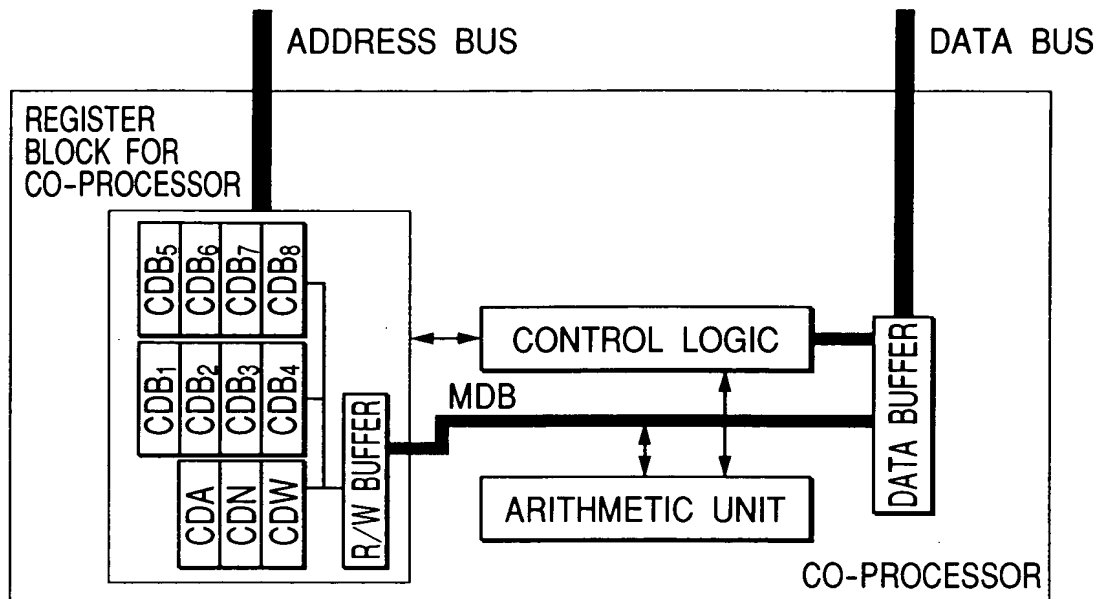 ADDRESS BUS
DATA BUS
REGISTER
BLOCK FOR
CO-PROCESSOR
CDB5 CDB6 CDB7 CDB8
CDB1 CDB2 CDB3 CDB4
CDA CDN CDW
R/W BUFFER
MDB
CONTROL LOGIC
ARITHMETIC UNIT
DATA BUFFER
CO-PROCESSOR